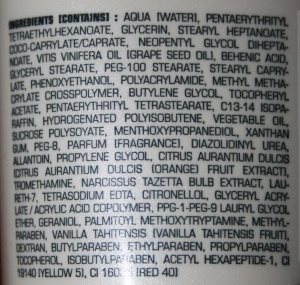 INGREDIENTS [CONTAINS] : AQUA (WATER), PENTAERYTHRITYL
TETRAETHYLHEXANOATE, GLYCERIN, STEARYL HEPTANOATE,
COCO-CAPRYLATE/CAPRATE, NEOPENTYL GLYCOL DIHEPTA-
NOATE, VITIS VINIFERA OIL (GRAPE SEED OIL), BEHENIC ACID,
GLYCERYL STEARATE, PEG-100 STEARATE, STEARYL CAPRY-
LATE, PHENOXYETHANOL, POLYACRYLAMIDE, METHYL METHA-
CRYLATE CROSSPOLYMER, BUTYLENE GLYCOL, TOCOPHERYL
ACETATE, PENTAERYTHRITYL TETRASTEARATE, C13-14 ISOPA-
RAFFIN, HYDROGENATED POLYISOBUTENE, VEGETABLE OIL,
SUCROSE POLYSOYATE, MENTHOXYPROPANEDIOL, XANTHAN
GUM, PEG-8, PARFUM (FRAGRANCE), DIAZOLIDINYL UREA,
ALLANTOIN, PROPYLENE GLYCOL, CITRUS AURANTIUM DULCIS
(CITRUS AURANTIUM DULCIS (ORANGE) FRUIT EXTRACT,
TROMETHAMINE, NARCISSUS TAZETTA BULB EXTRACT, LAU-
RETH-7, TETRASODIUM EDTA, CITRONELLOL, GLYCERYL ACRY-
LATE / ACRYLIC ACID COPOLYMER, PPG-1-PEG-9 LAURYL GLYCOL
ETHER, GERANIOL, PALMITOYL METHOXYTRYPTAMINE, METHYL-
PARABEN, VANILLA TAHITENSIS (VANILLA TAHITENSIS FRUIT),
DEXTRAN, BUTYLPARABEN, ETHYLPARABEN, PROPYLPARABEN,
TOCOPHEROL, ISOBUTYLPARABEN, ACETYL HEXAPEPTIDE-1, CI
19140 (YELLOW 5), CI 16035 (RED 40)